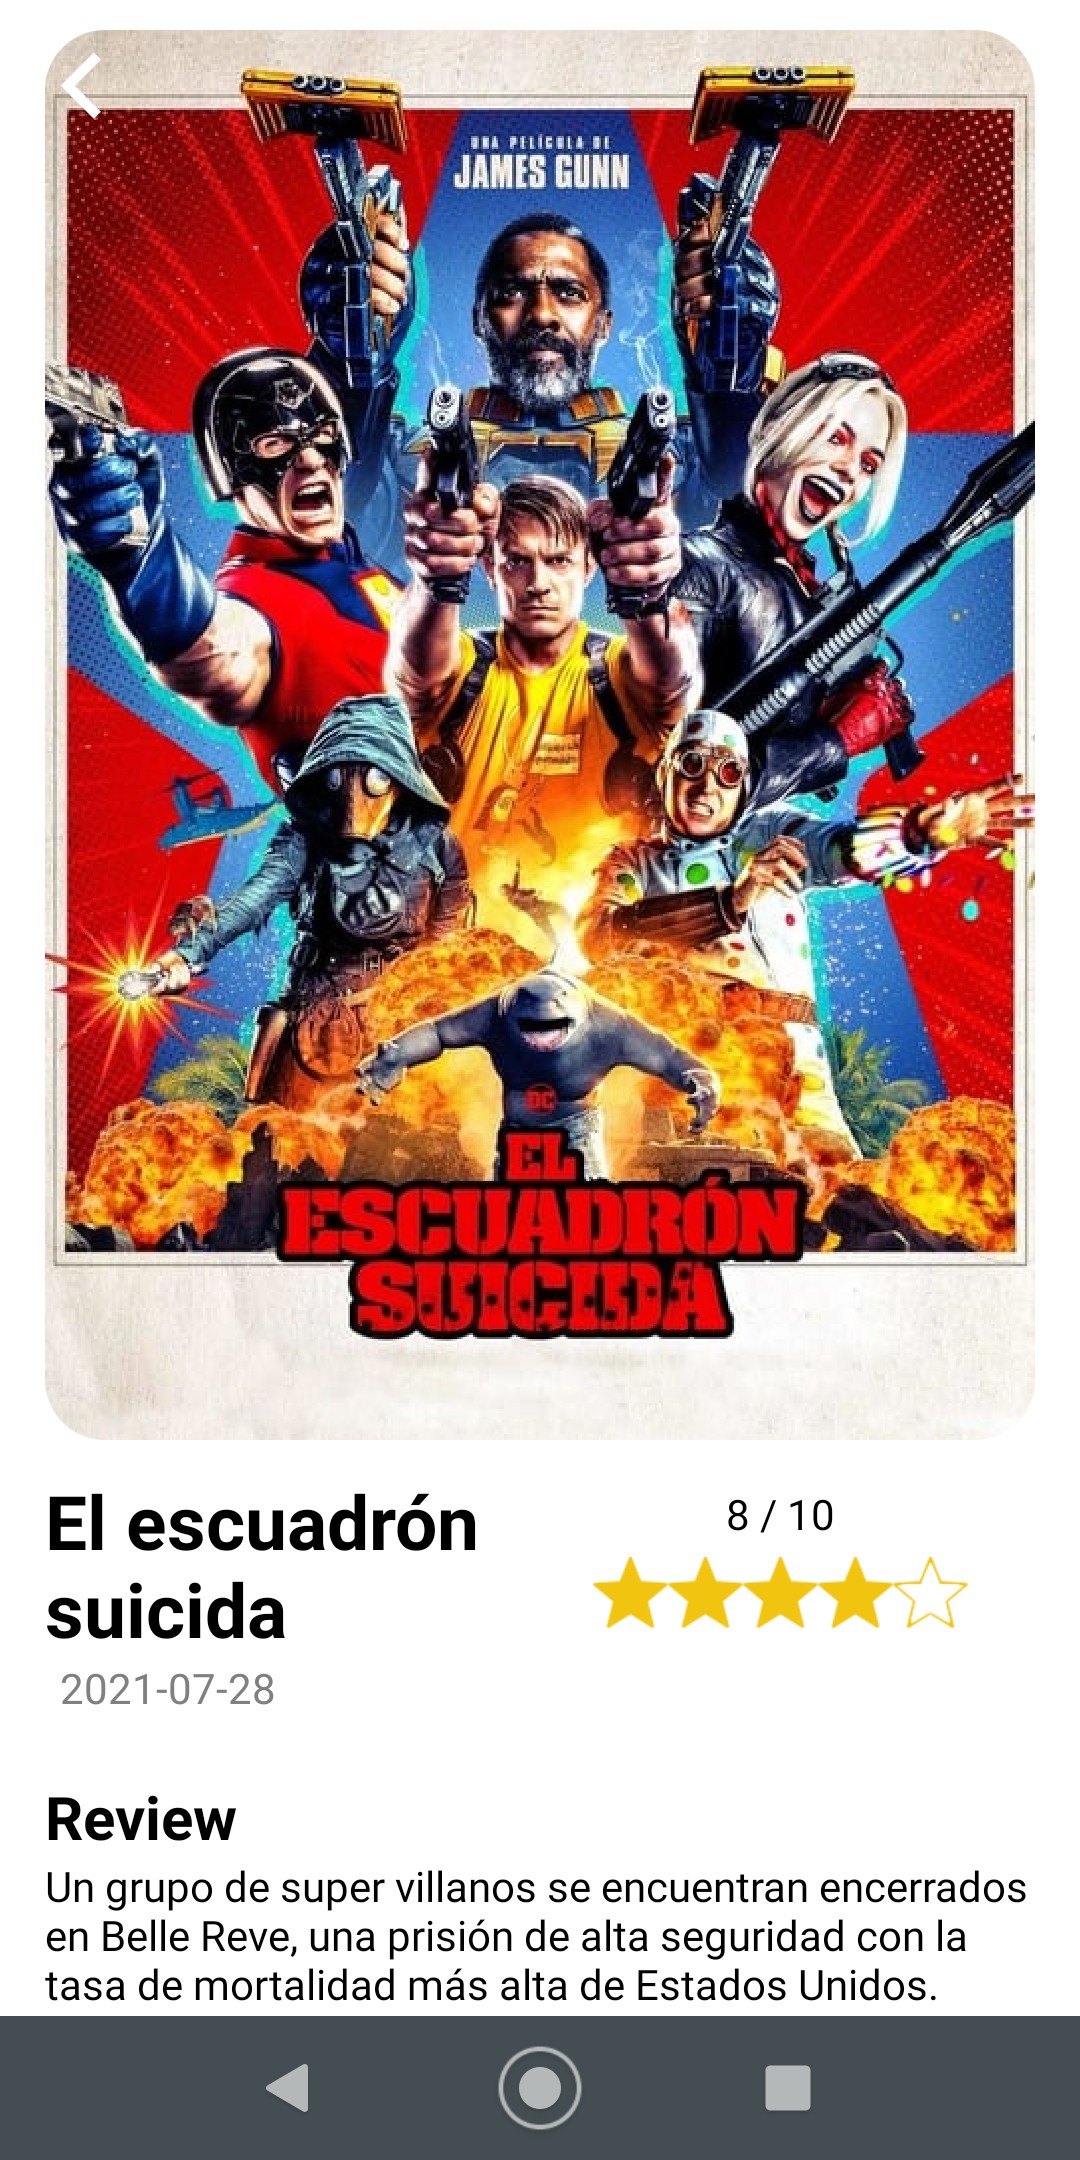 UNA PELÍCULA DE
JAMES GUNN
DC
EL
ESCUADRÓN
SUICIDA
El escuadrón
suicida
8 / 10
2021-07-28
Review
Un grupo de super villanos se encuentran encerrados
en Belle Reve, una prisión de alta seguridad con la
tasa de mortalidad más alta de Estados Unidos.